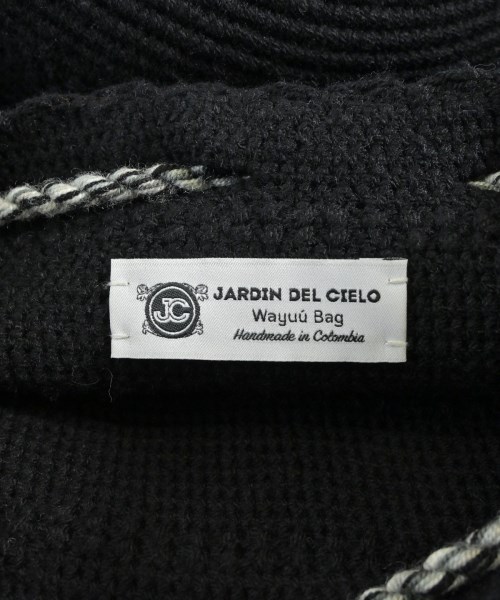 JC
JARDIN DEL CIELO
Wayuú Bag
Handmade in Colombia